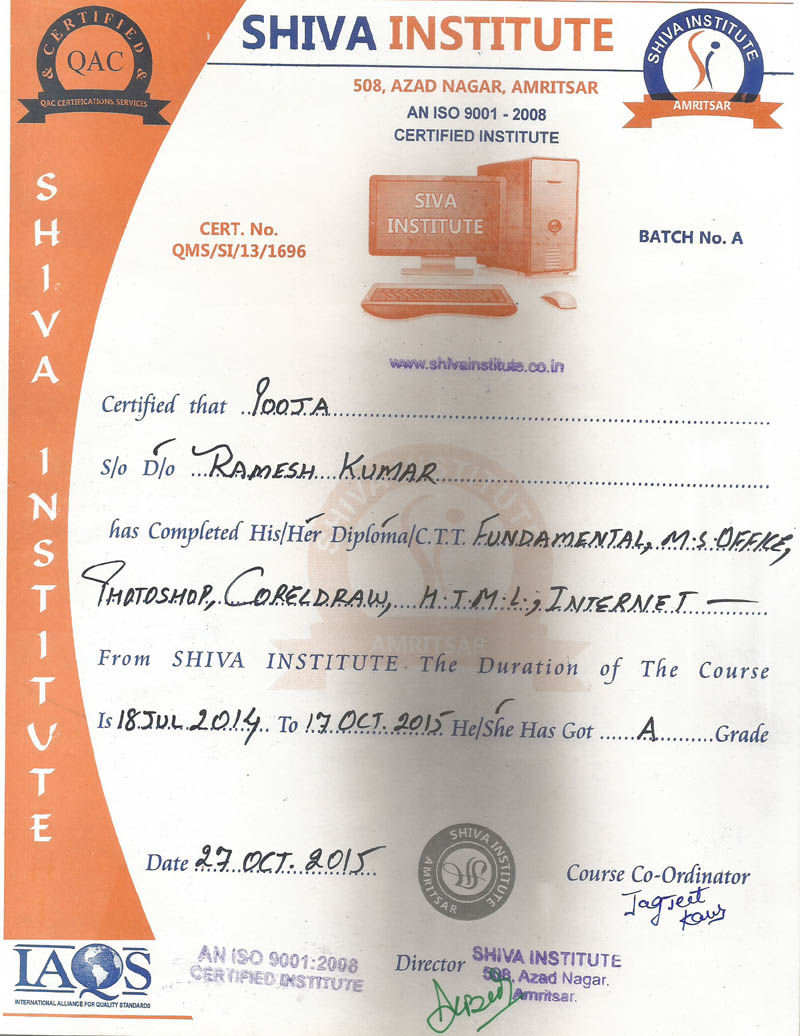 SHIVA INSTITUTE
508, AZAD NAGAR, AMRITSAR
AN ISO 9001 - 2008
CERTIFIED INSTITUTE
& CERTIFIED &
QAC
QAC CERTIFICATIONS SERVICES
SHIVA INSTITUTE
AMRITSAR
SHIVA INSTITUTE
SIVA
INSTITUTE
CERT. No.
QMS/SI/13/1696
BATCH No. A
www.shivainstitute.co.in
Certified that POOJA
S/o D/o RAMESH KUMAR
has Completed His/Her Diploma/C.T.T. FUNDAMENTAL, M.S.OFFICE,
PHOTOSHOP, CORELDRAW, H.T.M.L., INTERNET —
From SHIVA INSTITUTE The Duration of The Course
Is 18 JUL 2014 To 17 OCT. 2015 He/She Has Got A Grade
SHIVA INSTITUTE
AMRITSAR
Date 27 OCT. 2015
SHIVA INSTITUTE
AMRITSAR
Course Co-Ordinator
Jagjeet
Kaur
IAQS
INTERNATIONAL ALLIANCE FOR QUALITY STANDARDS
AN ISO 9001:2008
CERTIFIED INSTITUTE
Director
SHIVA INSTITUTE
508, Azad Nagar.
Amritsar.